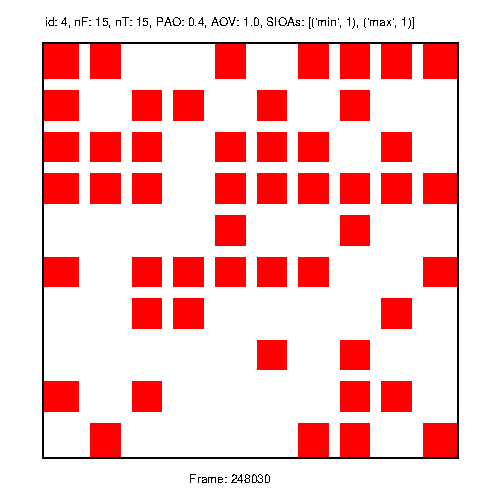 id: 4, nF: 15, nT: 15, PAO: 0.4, AOV: 1.0, SIOAs: [('min', 1), ('max', 1)]
Frame: 248030